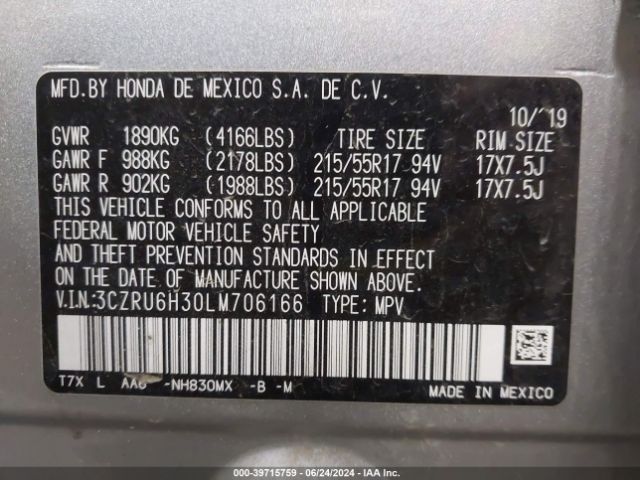 MFD.BY HONDA DE MEXICO S.A. DE C.V.
10/'19
GVWR 1890KG (4166LBS) TIRE SIZE RIM SIZE
GAWR F 988KG (2178LBS) 215/55R17 94V 17X7.5J
GAWR R 902KG (1988LBS) 215/55R17 94V 17X7.5J
THIS VEHICLE CONFORMS TO ALL APPLICABLE
FEDERAL MOTOR VEHICLE SAFETY
AND THEFT PREVENTION STANDARDS IN EFFECT
ON THE DATE OF MANUFACTURE SHOWN ABOVE.
V.I.N:3CZRU6H30LM706166 TYPE: MPV
T7X L -NH830MX -B -M
MADE IN MEXICO
000-39715759 - 06/24/2024 - IAAI.COM